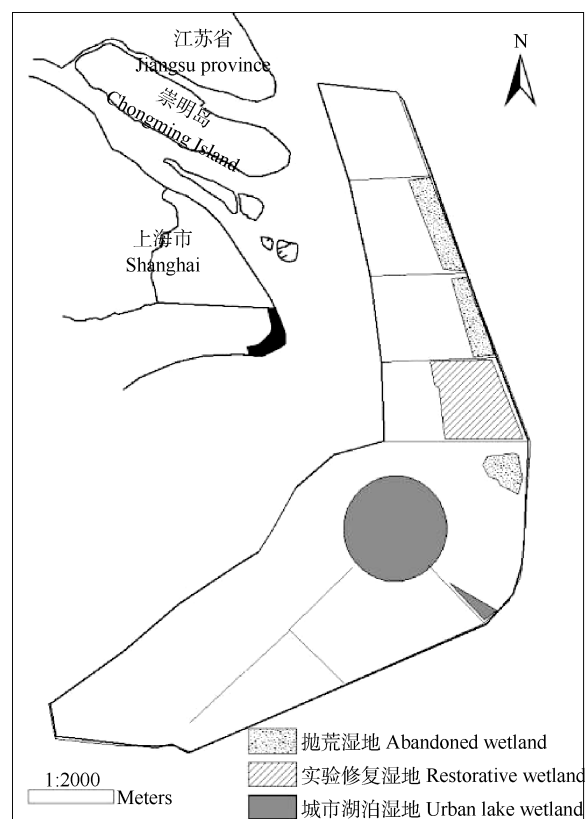 江苏省
Jiangsu province
N
崇明岛
Chongming Island
上海市
Shanghai
抛荒湿地 Abandoned wetland
实验修复湿地 Restorative wetland
1:2000
Meters
城市湖泊湿地 Urban lake wetland